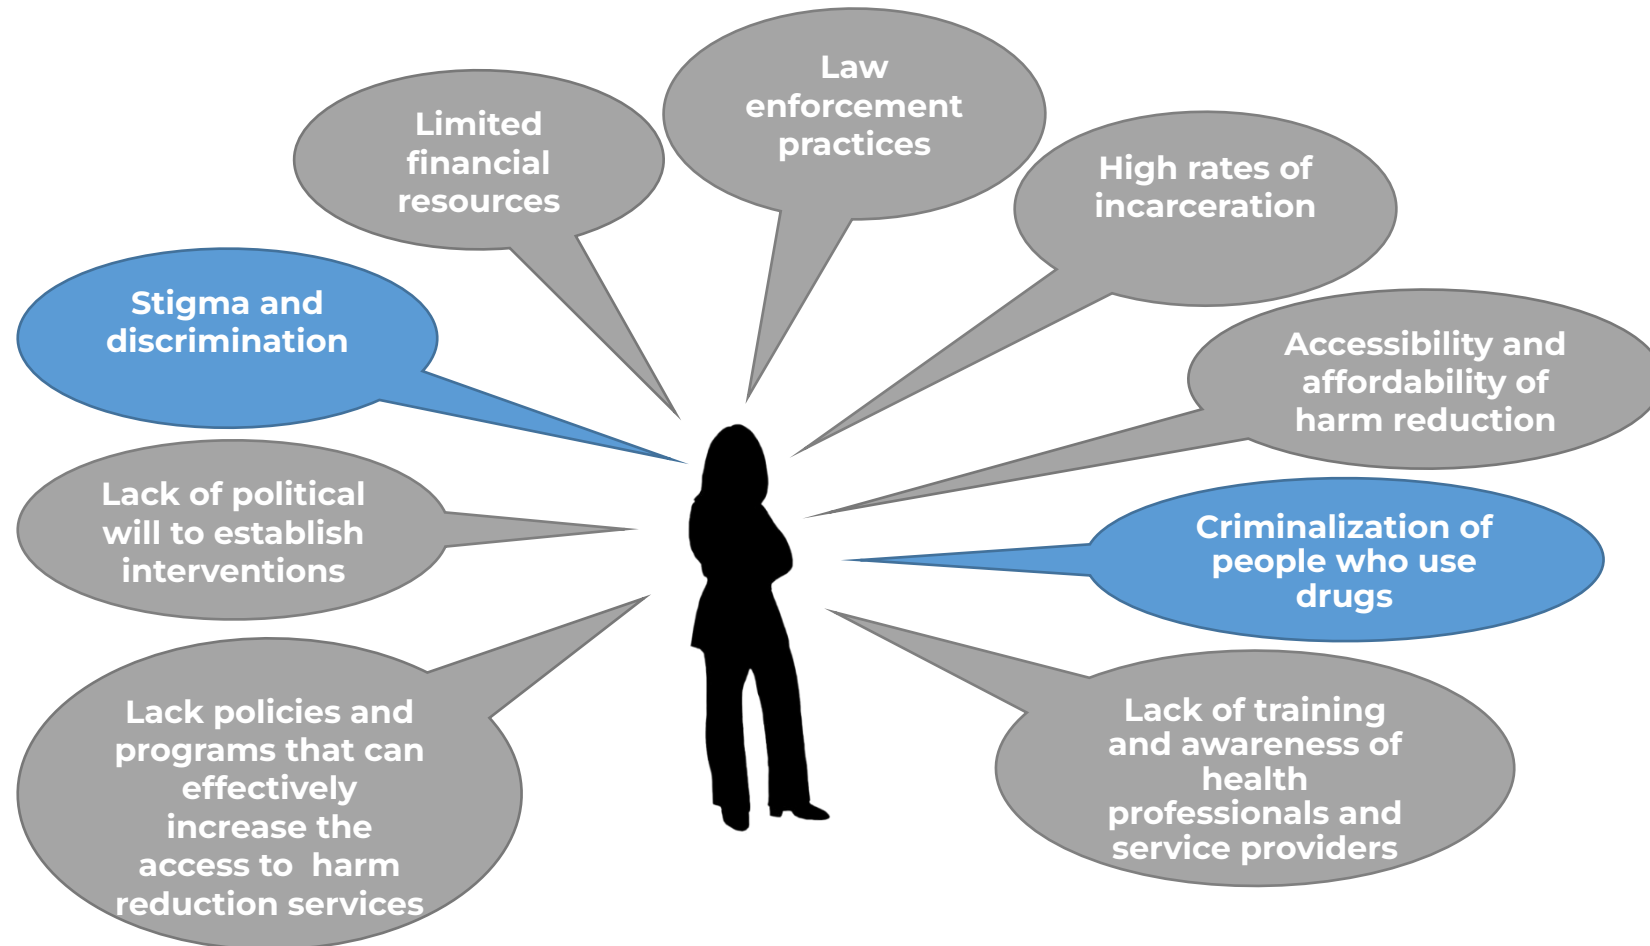 Law
enforcement
practices
Limited
financial
resources
High rates of
incarceration
Stigma and
discrimination
Accessibility and
affordability of
harm reduction
Lack of political
will to establish
interventions
Criminalization of
people who use
drugs
Lack policies and
programs that can
effectively
increase the
access to  harm
reduction services
Lack of training
and awareness of
health
professionals and
service providers